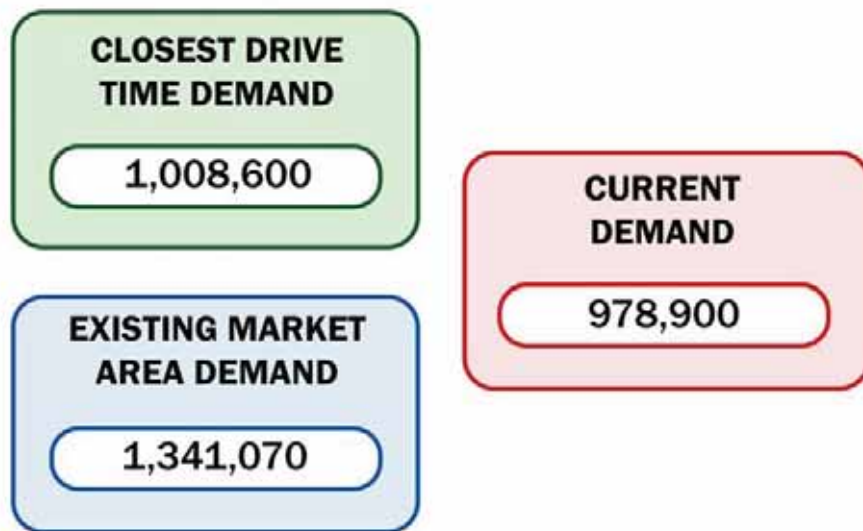 CLOSEST DRIVE
TIME DEMAND
1,008,600
EXISTING MARKET
AREA DEMAND
1,341,070
CURRENT
DEMAND
978,900